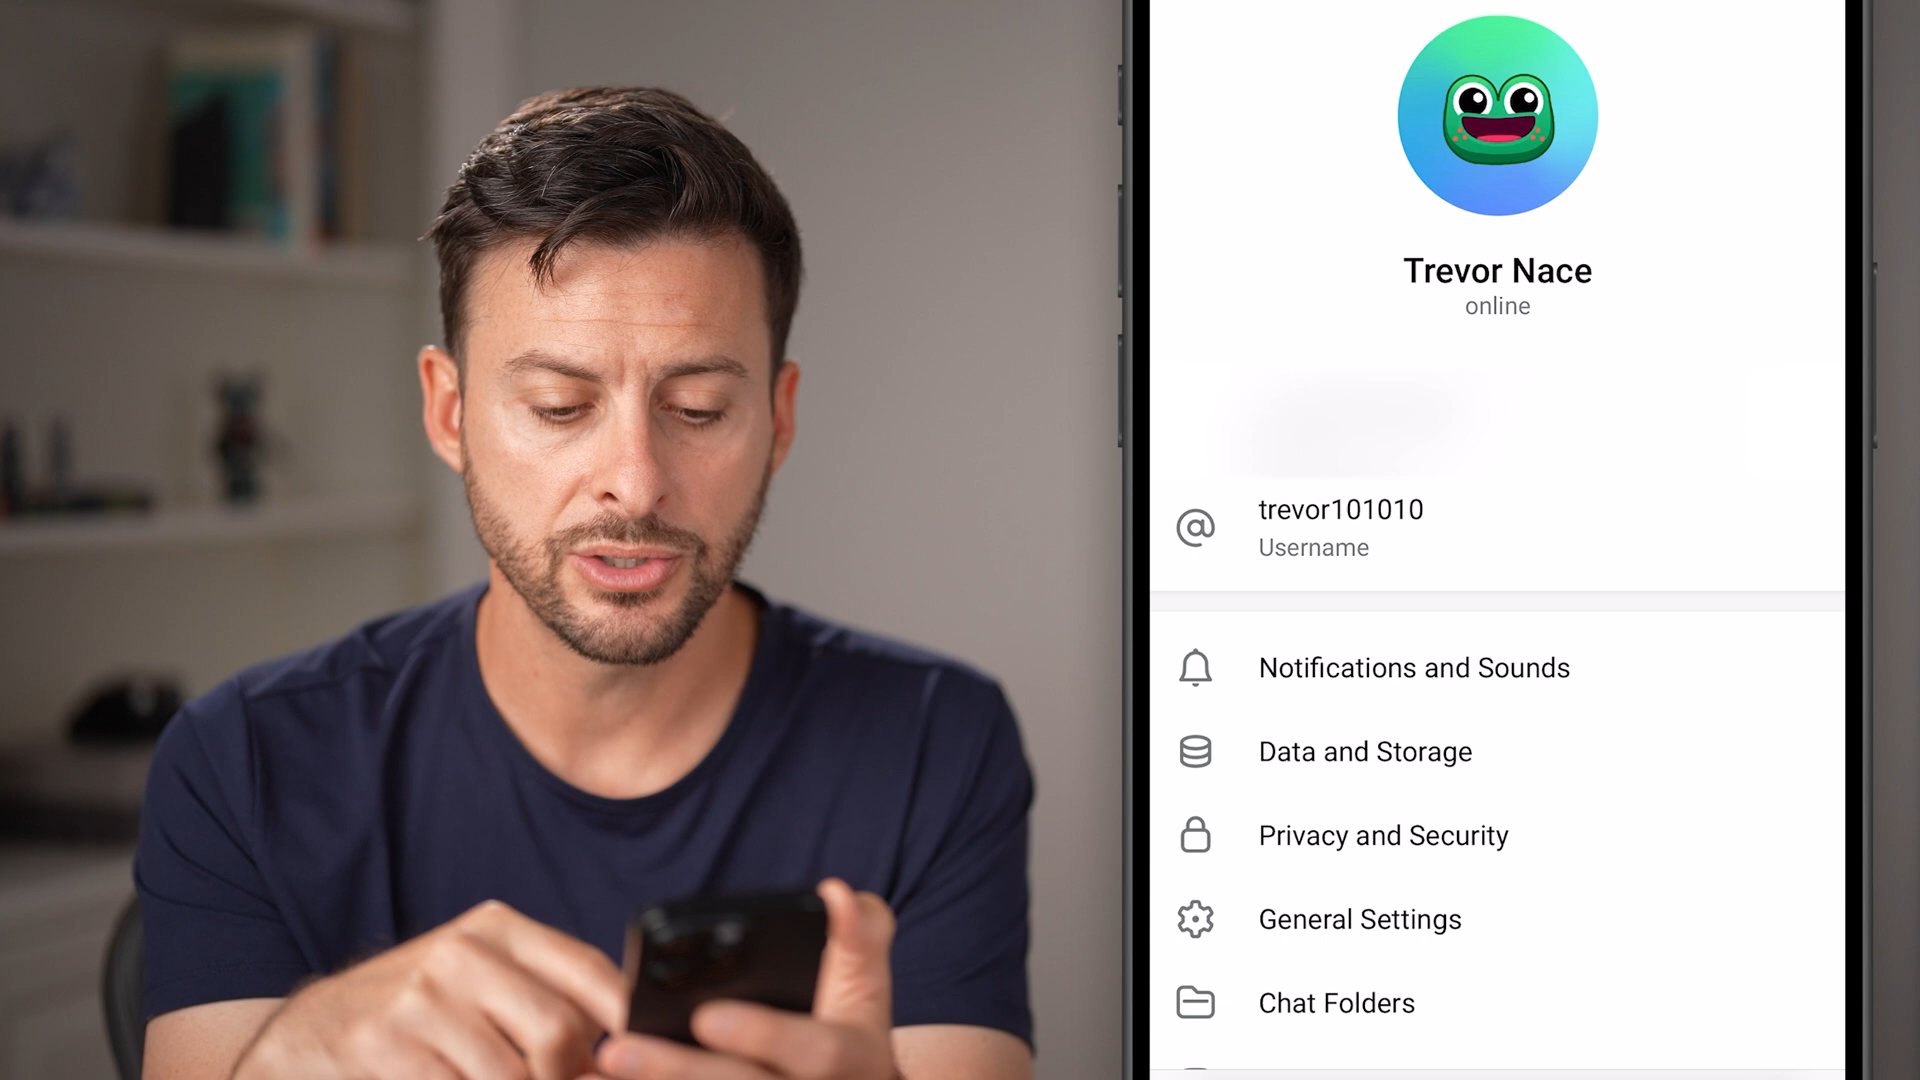 Trevor Nace
online
trevor101010
Username
Notifications and Sounds
Data and Storage
Privacy and Security
General Settings
Chat Folders